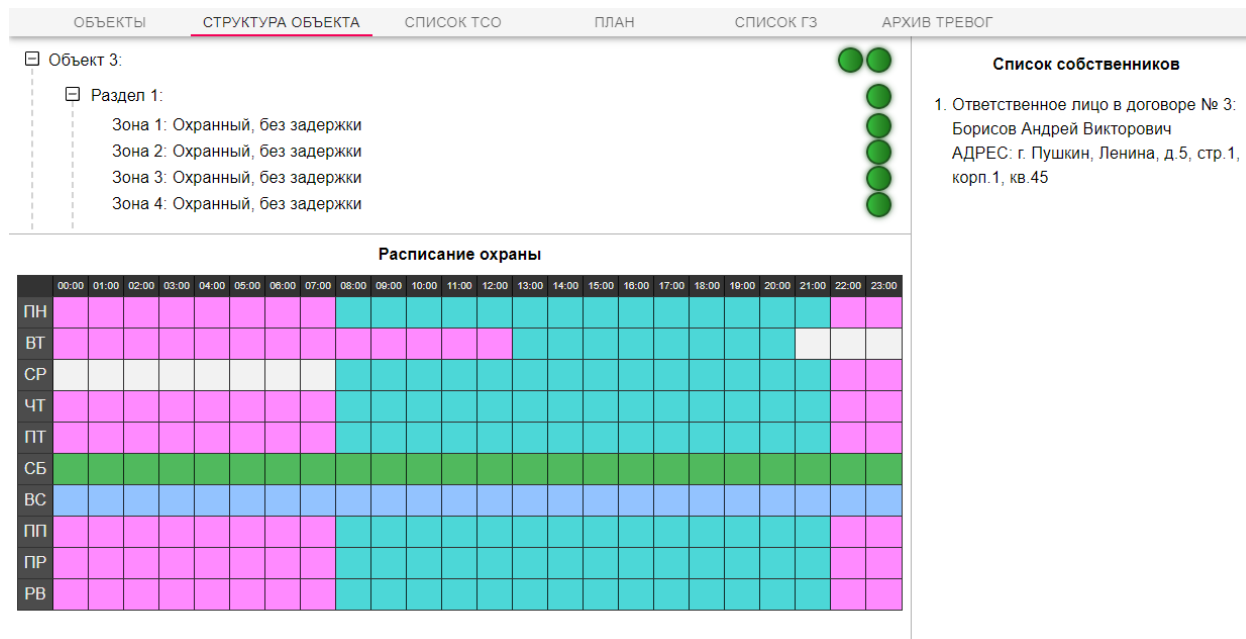 ОБЪЕКТЫ СТРУКТУРА ОБЪЕКТА СПИСОК ТСО ПЛАН СПИСОК ГЗ АРХИВ ТРЕВОГ
Объект 3:
Раздел 1:
Зона 1: Охранный, без задержки
Зона 2: Охранный, без задержки
Зона 3: Охранный, без задержки
Зона 4: Охранный, без задержки
Список собственников
1. Ответственное лицо в договоре № 3:
Борисов Андрей Викторович
АДРЕС: г. Пушкин, Ленина, д.5, стр.1,
корп.1, кв.45
Расписание охраны
00:00 01:00 02:00 03:00 04:00 05:00 06:00 07:00 08:00 09:00 10:00 11:00 12:00 13:00 14:00 15:00 16:00 17:00 18:00 19:00 20:00 21:00 22:00 23:00
ПН
ВТ
СР
ЧТ
ПТ
СБ
ВС
ПП
ПР
РВ